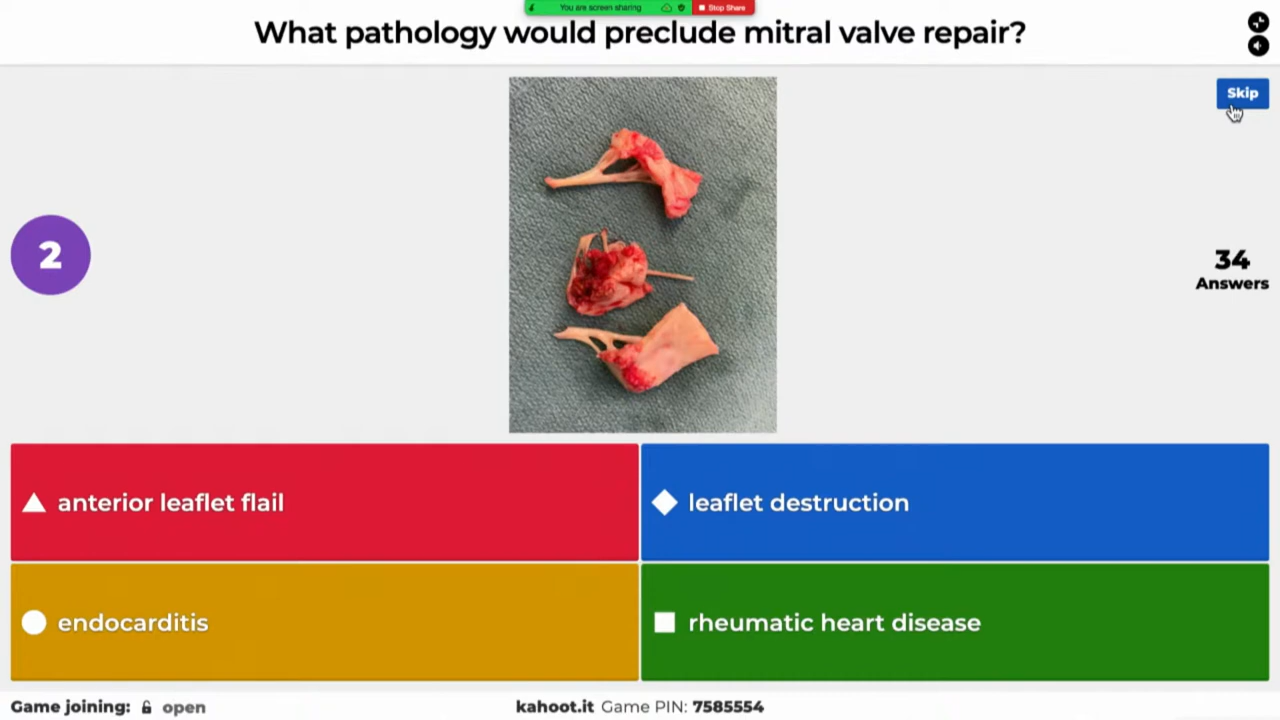 You are screen sharing
Stop Share
What pathology would preclude mitral valve repair?
Skip
2
34
Answers
anterior leaflet flail
leaflet destruction
endocarditis
rheumatic heart disease
Game joining: open
kahoot.it Game PIN: 7585554